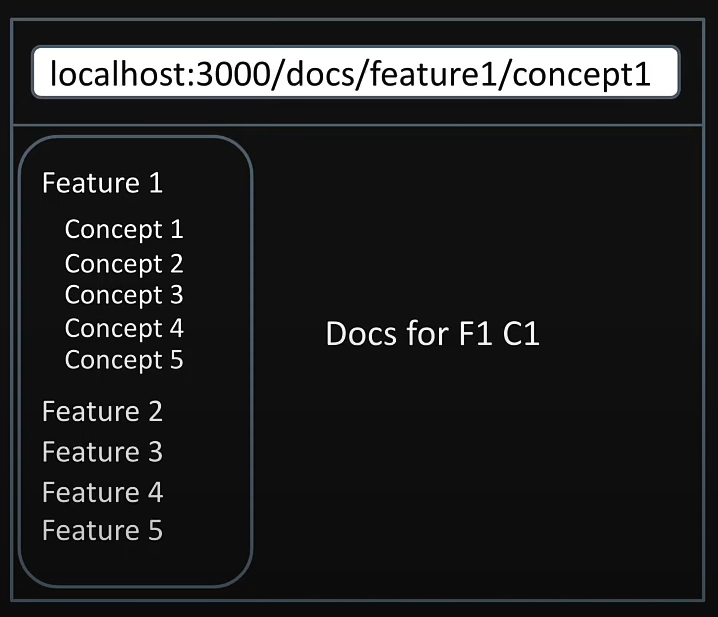 localhost:3000/docs/feature1/concept1
Feature 1
Concept 1
Concept 2
Concept 3
Concept 4
Concept 5
Feature 2
Feature 3
Feature 4
Feature 5
Docs for F1 C1